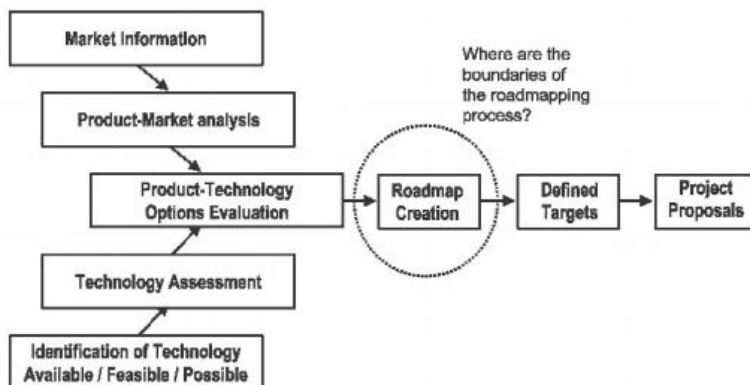 Market Information
Where are the
boundaries of
the roadmapping
process?
Product-Market analysis
Product-Technology
Options Evaluation
Roadmap
Creation
Defined
Targets
Project
Proposals
Technology Assessment
Identification of Technology
Available / Feasible / Possible